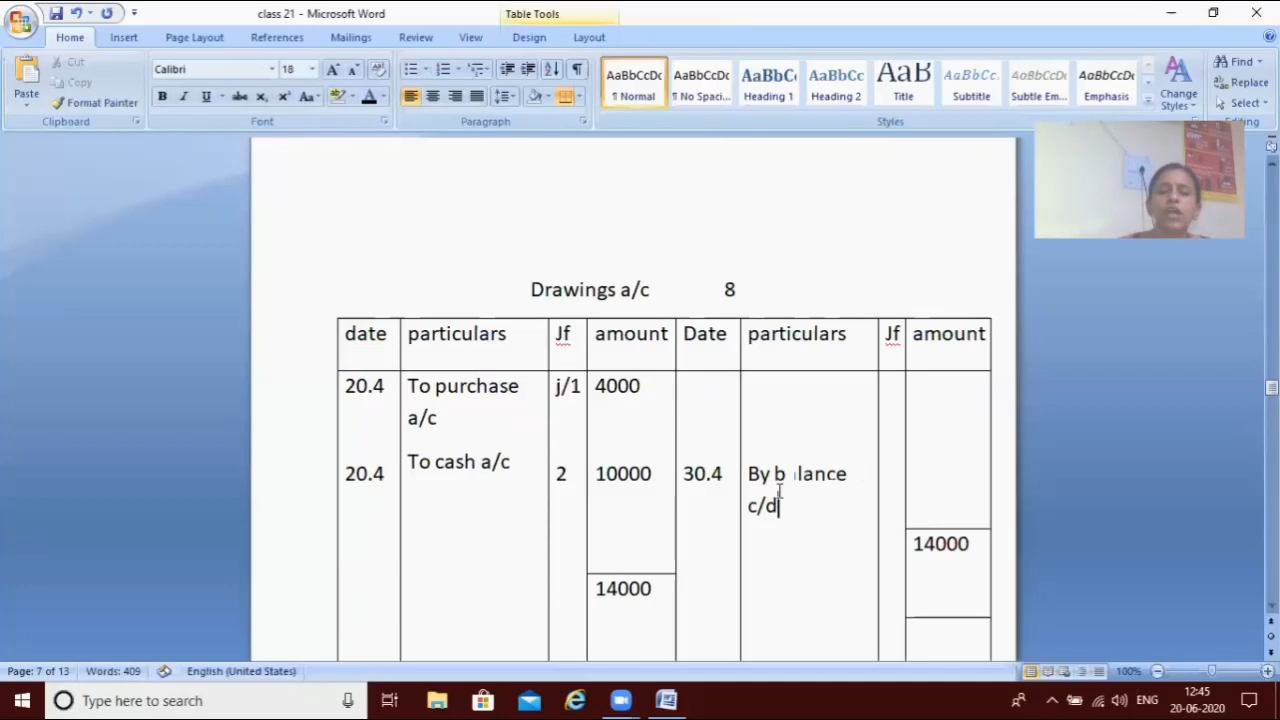 class 21 - Microsoft Word
Table Tools
Home Insert Page Layout References Mailings Review View Design Layout
Paste
Cut
Copy
Format Painter
Clipboard
Calibri 18
Font
Paragraph
AaBbCcDc AaBbCcDc AaBbC AaBbCc AaB AaBbCc. AaBbCcDc AaBbCcDc
¶ Normal ¶ No Spaci... Heading 1 Heading 2 Title Subtitle Subtle Em... Emphasis
Change Styles
Styles
Find
Replace
Select
Editing
Drawings a/c 8
date particulars Jf amount Date particulars Jf amount
20.4 To purchase j/1 4000
a/c
To cash a/c
20.4 2 10000 30.4 By balance
c/d
14000
14000
Page: 7 of 13 Words: 409 English (United States) 100%
Type here to search
ENG
12:45
20-06-2020